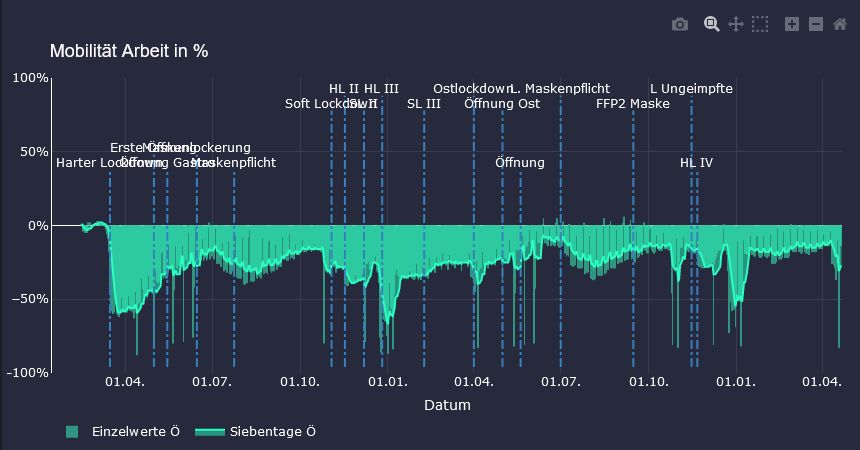 Mobilität Arbeit in %
100%
HL II
HL III
Ostlockdown
L. Maskenpflicht
L Ungeimpfte
Soft Lockdown
SL II
SL III
Öffnung Ost
FFP2 Maske
50%
Erste Öffnung
Maskenlockerung
Harter Lockdown
Öffnung Gastro
Maskenpflicht
Öffnung
HL IV
0%
−50%
−100%
01.04.
01.07.
01.10.
01.01.
01.04.
01.07.
01.10.
01.01.
01.04.
Datum
Einzelwerte Ö
Siebentage Ö